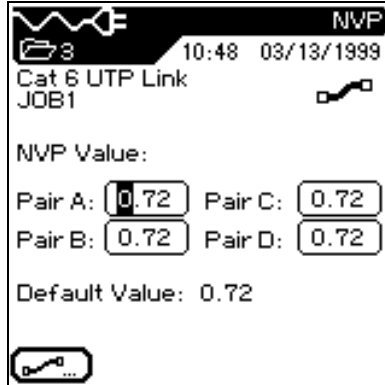 NVP
3 10:48 03/13/1999
Cat 6 UTP Link
JOB1
NVP Value:
Pair A: 0.72 Pair C: 0.72
Pair B: 0.72 Pair D: 0.72
Default Value: 0.72
...